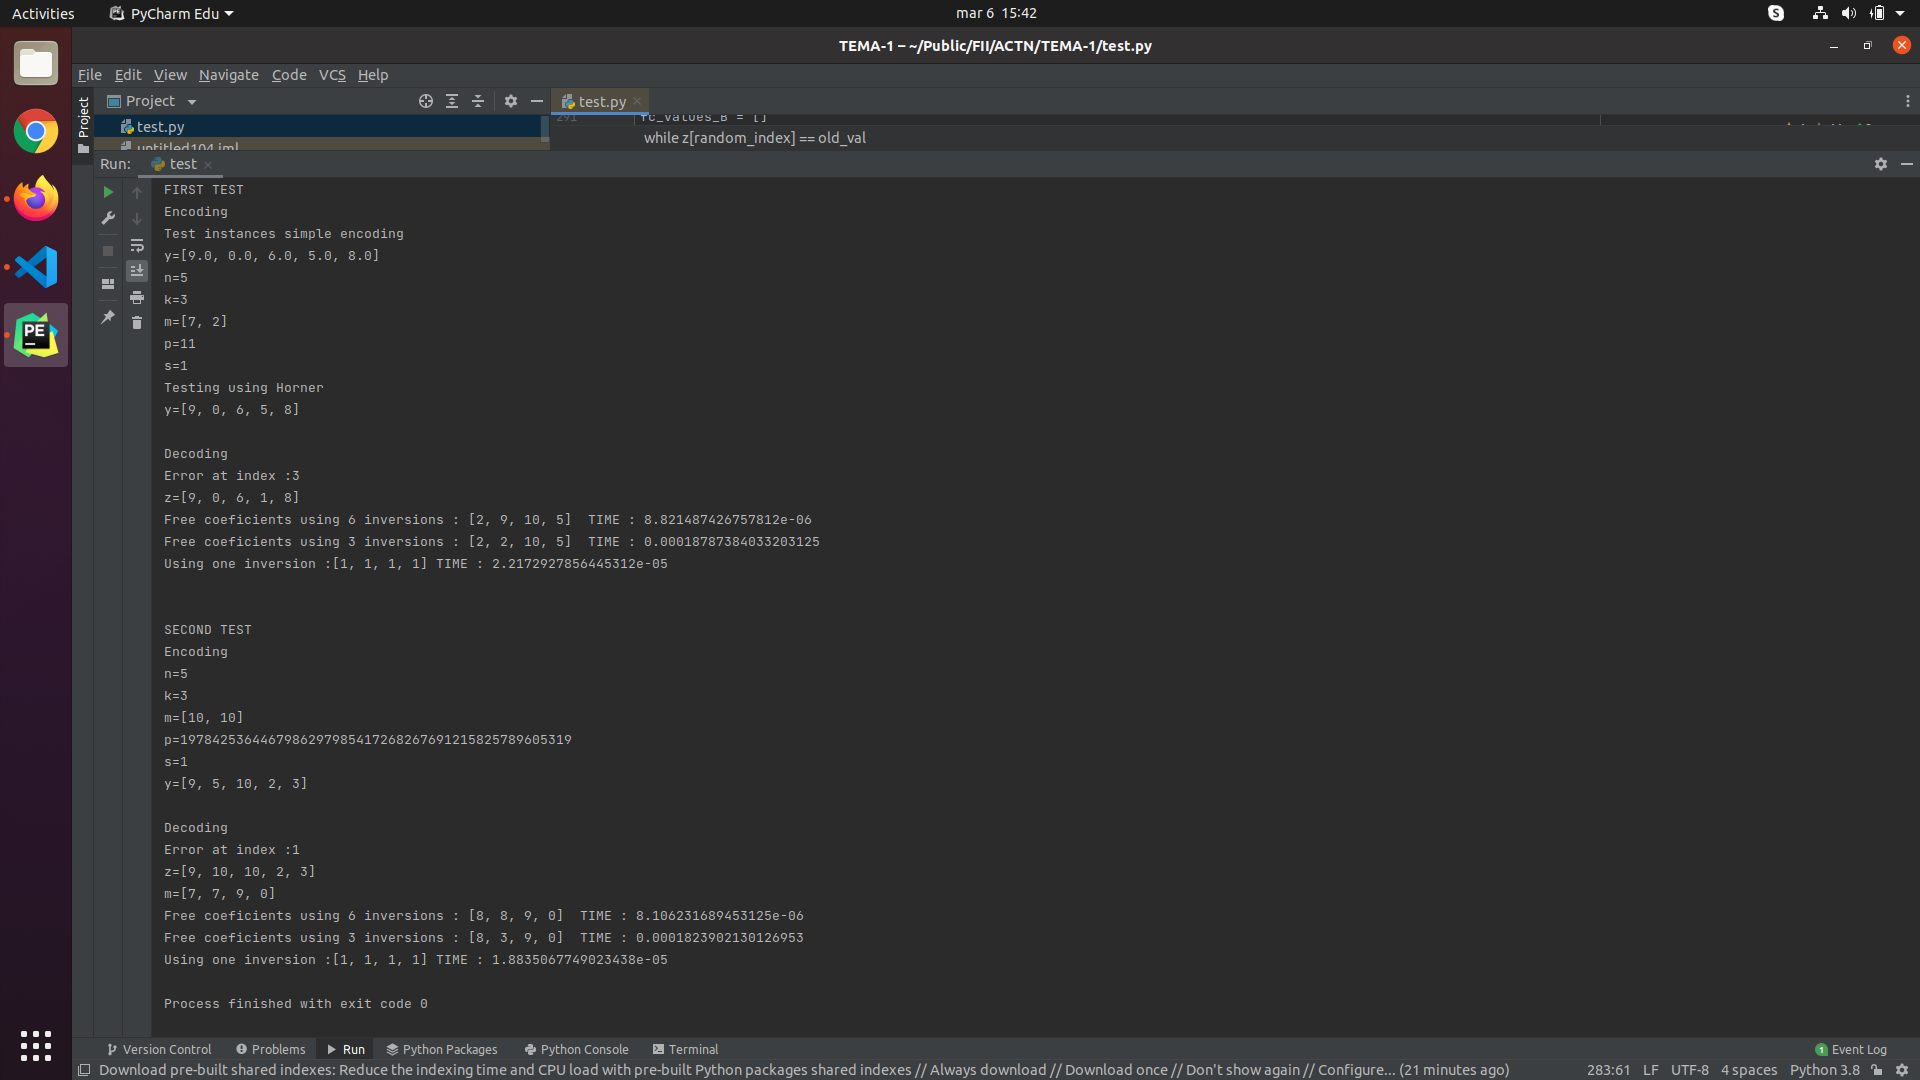 Activities PyCharm Edu mar 6 15:42
TEMA-1 – ~/Public/FII/ACTN/TEMA-1/test.py
File Edit View Navigate Code VCS Help
Project test.py
Project
test.py
291 fc_values_B = []
untitled104.iml
while z[random_index] == old_val
Run: test
FIRST TEST
Encoding
Test instances simple encoding
y=[9.0, 0.0, 6.0, 5.0, 8.0]
n=5
k=3
m=[7, 2]
p=11
s=1
Testing using Horner
y=[9, 0, 6, 5, 8]
Decoding
Error at index :3
z=[9, 0, 6, 1, 8]
Free coeficients using 6 inversions : [2, 9, 10, 5]  TIME : 8.821487426757812e-06
Free coeficients using 3 inversions : [2, 2, 10, 5]  TIME : 0.00018787384033203125
Using one inversion :[1, 1, 1, 1] TIME : 2.2172927856445312e-05
SECOND TEST
Encoding
n=5
k=3
m=[10, 10]
p=1978425364467986297985417268267691215825789605319
s=1
y=[9, 5, 10, 2, 3]
Decoding
Error at index :1
z=[9, 10, 10, 2, 3]
m=[7, 7, 9, 0]
Free coeficients using 6 inversions : [8, 8, 9, 0]  TIME : 8.106231689453125e-06
Free coeficients using 3 inversions : [8, 3, 9, 0]  TIME : 0.0001823902130126953
Using one inversion :[1, 1, 1, 1] TIME : 1.8835067749023438e-05
Process finished with exit code 0
PE
Version Control Problems Run Python Packages Python Console Terminal 1 Event Log
Download pre-built shared indexes: Reduce the indexing time and CPU load with pre-built Python packages shared indexes // Always download // Download once // Don't show again // Configure... (21 minutes ago) 283:61 LF UTF-8 4 spaces Python 3.8